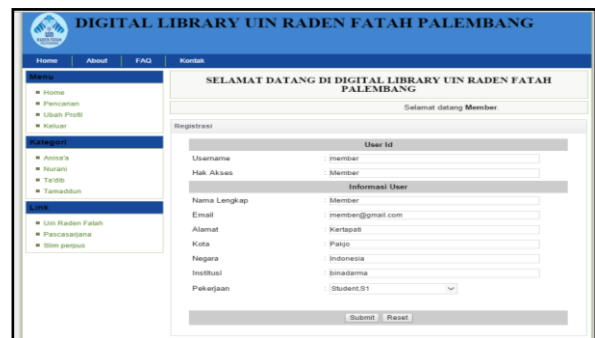 DIGITAL LIBRARY UIN RADEN FATAH PALEMBANG
Home About FAQ Kontak
Menu
Home
Pencarian
Ubah Profil
Keluar
Kategori
Annisa'a
Nurani
Ta'dib
Tamaddun
Link
Uin Raden Fatah
Pascasarjana
Slim perpus
SELAMAT DATANG DI DIGITAL LIBRARY UIN RADEN FATAH
PALEMBANG
Selamat datang Member.
Registrasi
User Id
Username : member
Hak Akses : Member
Informasi User
Nama Lengkap : Member
Email : member@gmail.com
Alamat : Kertapati
Kota : Pakjo
Negara : Indonesia
Institusi : binadarma
Pekerjaan : Student.S1
Submit Reset